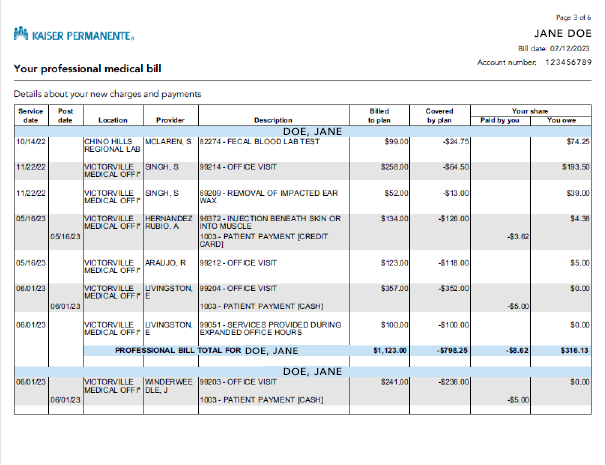 Page 3 of 6
KAISER PERMANENTE®
JANE DOE
Bill date: 07/12/2023
Account number: 123456789
Your professional medical bill
Details about your new charges and payments
Service date Post date Location Provider Description Billed to plan Covered by plan Your share Paid by you You owe
DOE, JANE
10/14/22 CHINO HILLS MCLAREN, S 82274 - FECAL BLOOD LAB TEST $99.00 -$24.75 $74.25
REGIONAL LAB
11/22/22 VICTORVILLE SINGH, S 99214 - OFFICE VISIT $258.00 -$64.50 $193.50
MEDICAL OFF*
11/22/22 VICTORVILLE SINGH, S 69209 - REMOVAL OF IMPACTED EAR $52.00 -$13.00 $39.00
MEDICAL OFF* WAX
05/16/23 VICTORVILLE HERNANDEZ 96372 - INJECTION BENEATH SKIN OR $134.00 -$126.00 $4.38
MEDICAL OFF* RUBIO, A INTO MUSCLE
05/16/23 1003 - PATIENT PAYMENT [CREDIT -$3.62
CARD]
05/16/23 VICTORVILLE ARAUJO, R 99212 - OFFICE VISIT $123.00 -$118.00 $5.00
MEDICAL OFF*
06/01/23 VICTORVILLE LIVINGSTON, 99204 - OFFICE VISIT $357.00 -$352.00 $0.00
MEDICAL OFF* E
06/01/23 1003 - PATIENT PAYMENT [CASH] -$5.00
06/01/23 VICTORVILLE LIVINGSTON, 99051 - SERVICES PROVIDED DURING $100.00 -$100.00 $0.00
MEDICAL OFF* E EXPANDED OFFICE HOURS
PROFESSIONAL BILL TOTAL FOR DOE, JANE $1,123.00 -$798.25 -$8.62 $316.13
DOE, JANE
06/01/23 VICTORVILLE WINDERWEE 99203 - OFFICE VISIT $241.00 -$236.00 $0.00
MEDICAL OFF* DLE, J
06/01/23 1003 - PATIENT PAYMENT [CASH] -$5.00